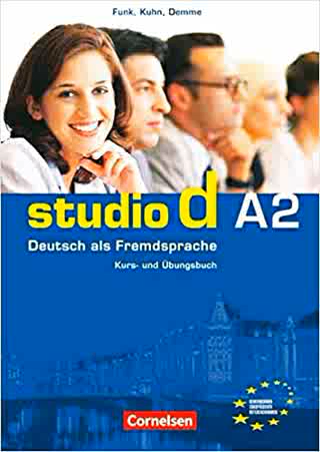 Funk, Kuhn, Demme
studio d A2
Deutsch als Fremdsprache
Kurs- und Übungsbuch
Cornelsen